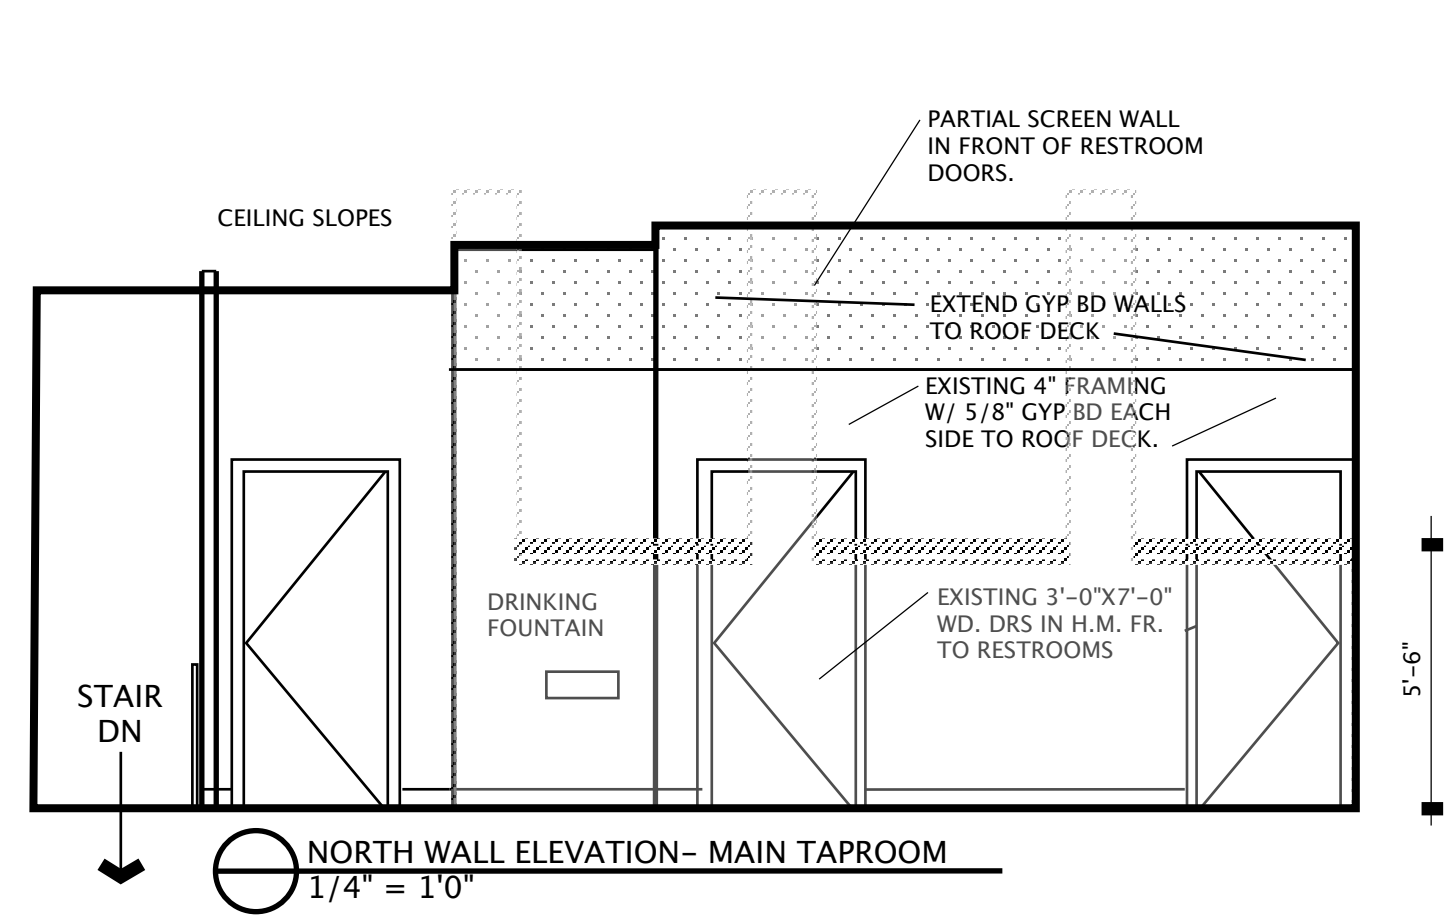 PARTIAL SCREEN WALL
IN FRONT OF RESTROOM
DOORS.
CEILING SLOPES
EXTEND GYP BD WALLS
TO ROOF DECK
EXISTING 4" FRAMING
W/ 5/8" GYP BD EACH
SIDE TO ROOF DECK.
DRINKING
FOUNTAIN
EXISTING 3'-0"X7'-0"
WD. DRS IN H.M. FR.
TO RESTROOMS
5'-6"
STAIR
DN
NORTH WALL ELEVATION- MAIN TAPROOM
1/4" = 1'0"